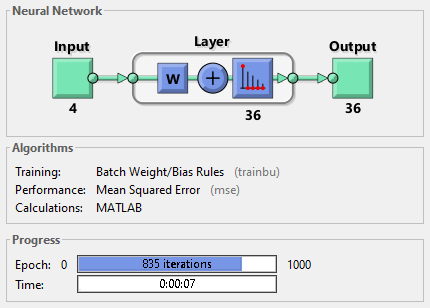 Neural Network
Input Layer Output
W +
4 36 36
Algorithms
Training: Batch Weight/Bias Rules (trainbu)
Performance: Mean Squared Error (mse)
Calculations: MATLAB
Progress
Epoch: 0 835 iterations 1000
Time: 0:00:07